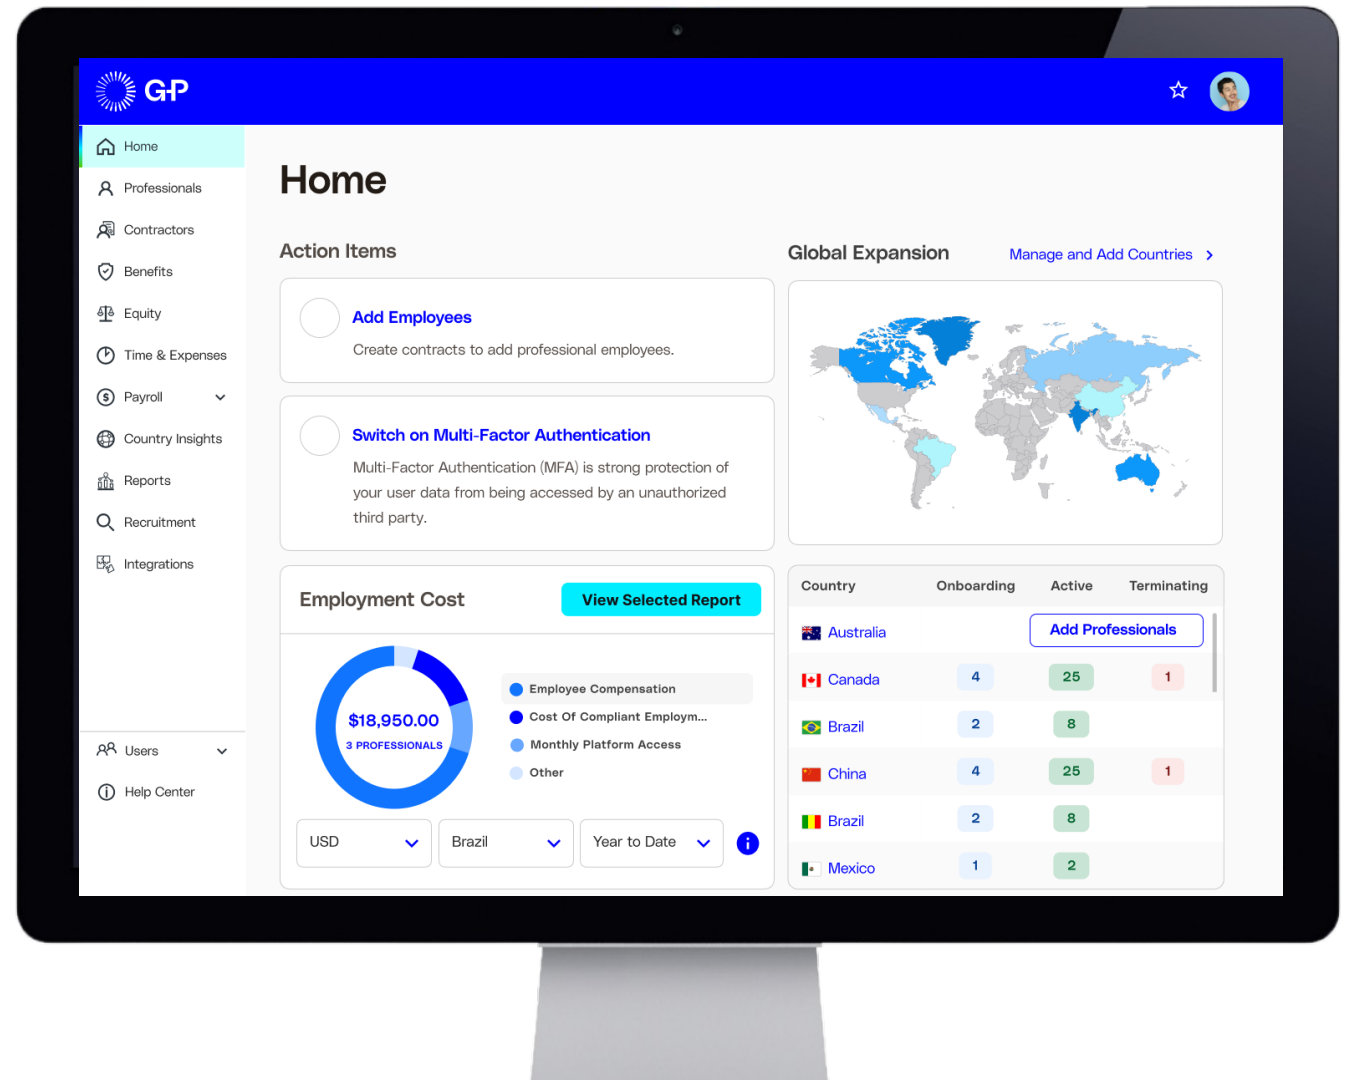 G-P
Home
Professionals
Contractors
Benefits
Equity
Time & Expenses
Payroll
Country Insights
Reports
Recruitment
Integrations
Users
Help Center
Home
Action Items
Add Employees
Create contracts to add professional employees.
Switch on Multi-Factor Authentication
Multi-Factor Authentication (MFA) is strong protection of
your user data from being accessed by an unauthorized
third party.
Global Expansion
Manage and Add Countries
Employment Cost
View Selected Report
$18,950.00
3 PROFESSIONALS
Employee Compensation
Cost Of Compliant Employm...
Monthly Platform Access
Other
USD
Brazil
Year to Date
Country Onboarding Active Terminating
Australia Add Professionals
Canada 4 25 1
Brazil 2 8
China 4 25 1
Brazil 2 8
Mexico 1 2